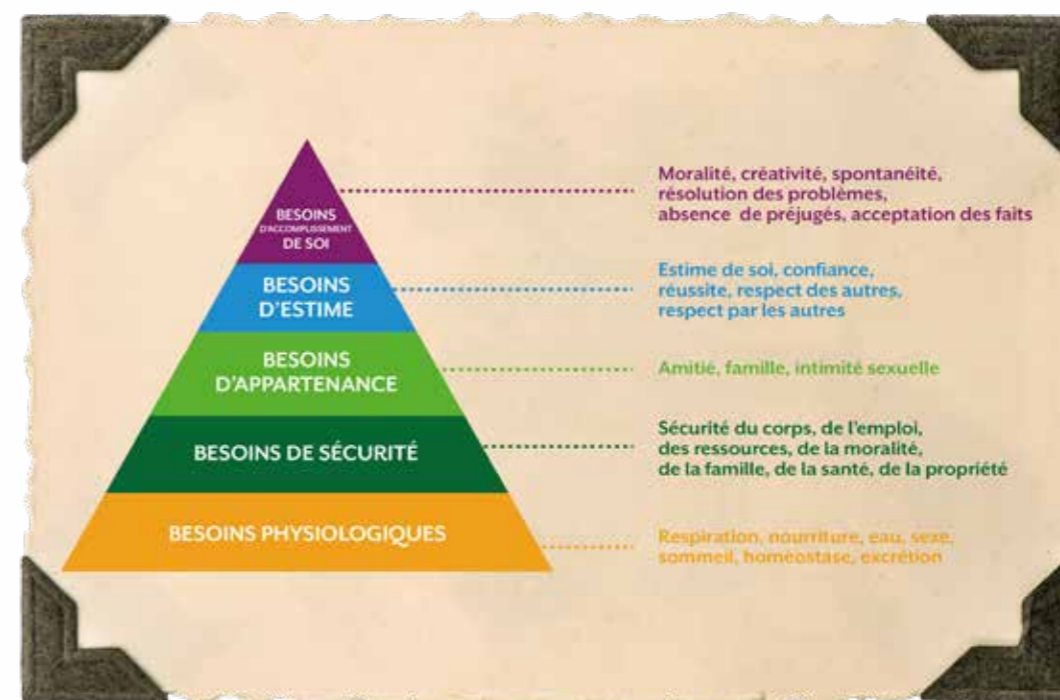 BESOINS
D'ACCOMPLISSEMENT
DE SOI
Moralité, créativité, spontanéité,
résolution des problèmes,
absence de préjugés, acceptation des faits
BESOINS
D'ESTIME
Estime de soi, confiance,
réussite, respect des autres,
respect par les autres
BESOINS
D'APPARTENANCE
Amitié, famille, intimité sexuelle
BESOINS DE SÉCURITÉ
Sécurité du corps, de l'emploi,
des ressources, de la moralité,
de la famille, de la santé, de la propriété
BESOINS PHYSIOLOGIQUES
Respiration, nourriture, eau, sexe,
sommeil, homéostase, excrétion